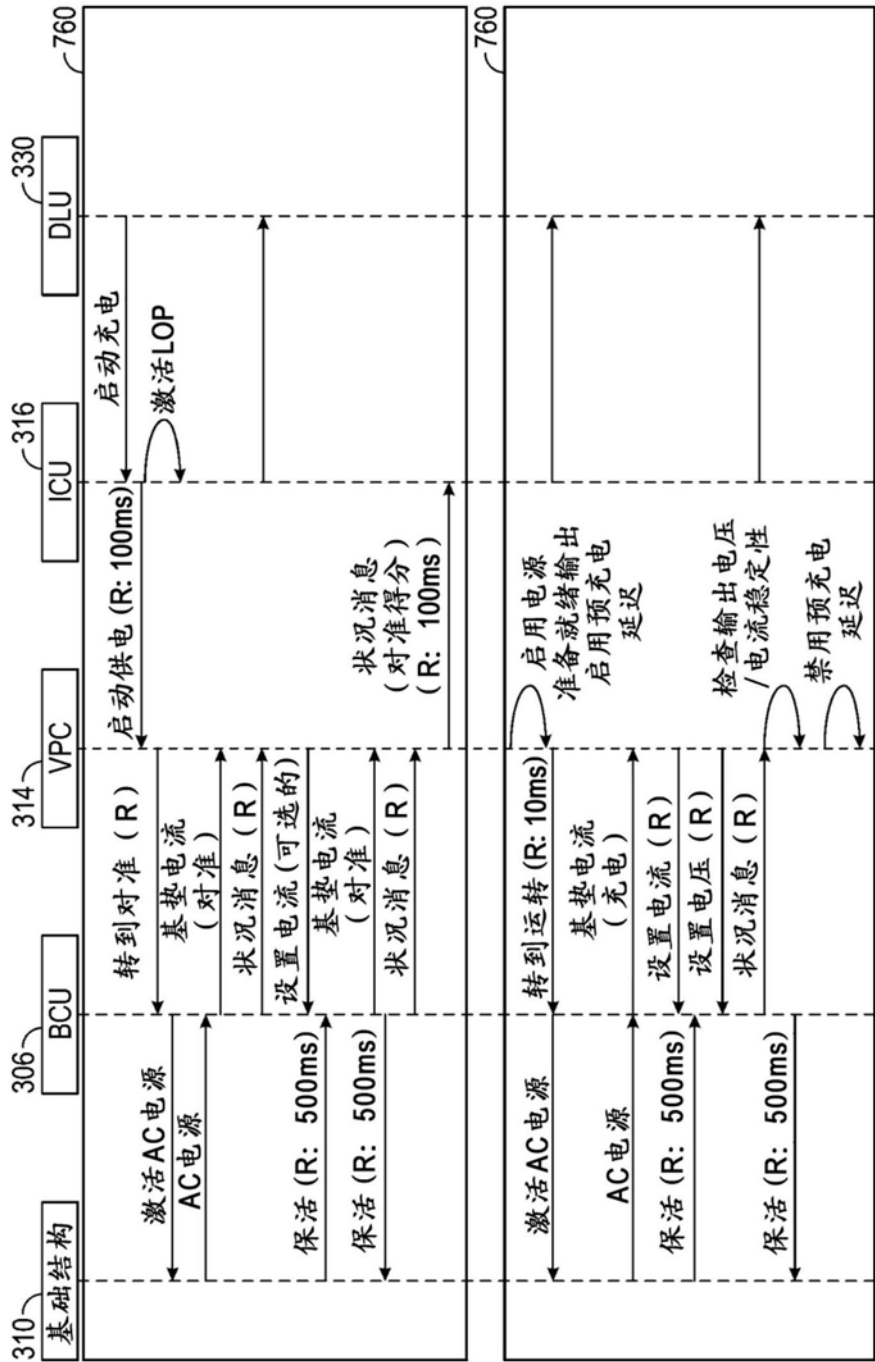 310
基础结构
306
BCU
314
VPC
316
ICU
330
DLU
760
启动充电
启动供电 (R: 100ms)
激活LOP
转到对准 (R)
激活AC电源
AC电源
基垫电流
(对准)
状况消息 (R)
设置电流 (可选的)
保活 (R: 500ms)
基垫电流
(对准)
保活 (R: 500ms)
状况消息 (R)
状况消息
(对准得分)
(R: 100ms)
760
启用电源
准备就绪输出
启用预充电
延迟
转到运转 (R: 10ms)
激活AC电源
基垫电流
(充电)
AC电源
设置电流 (R)
保活 (R: 500ms)
设置电压 (R)
状况消息 (R)
检查输出电压
/电流稳定性
保活 (R: 500ms)
禁用预充电
延迟